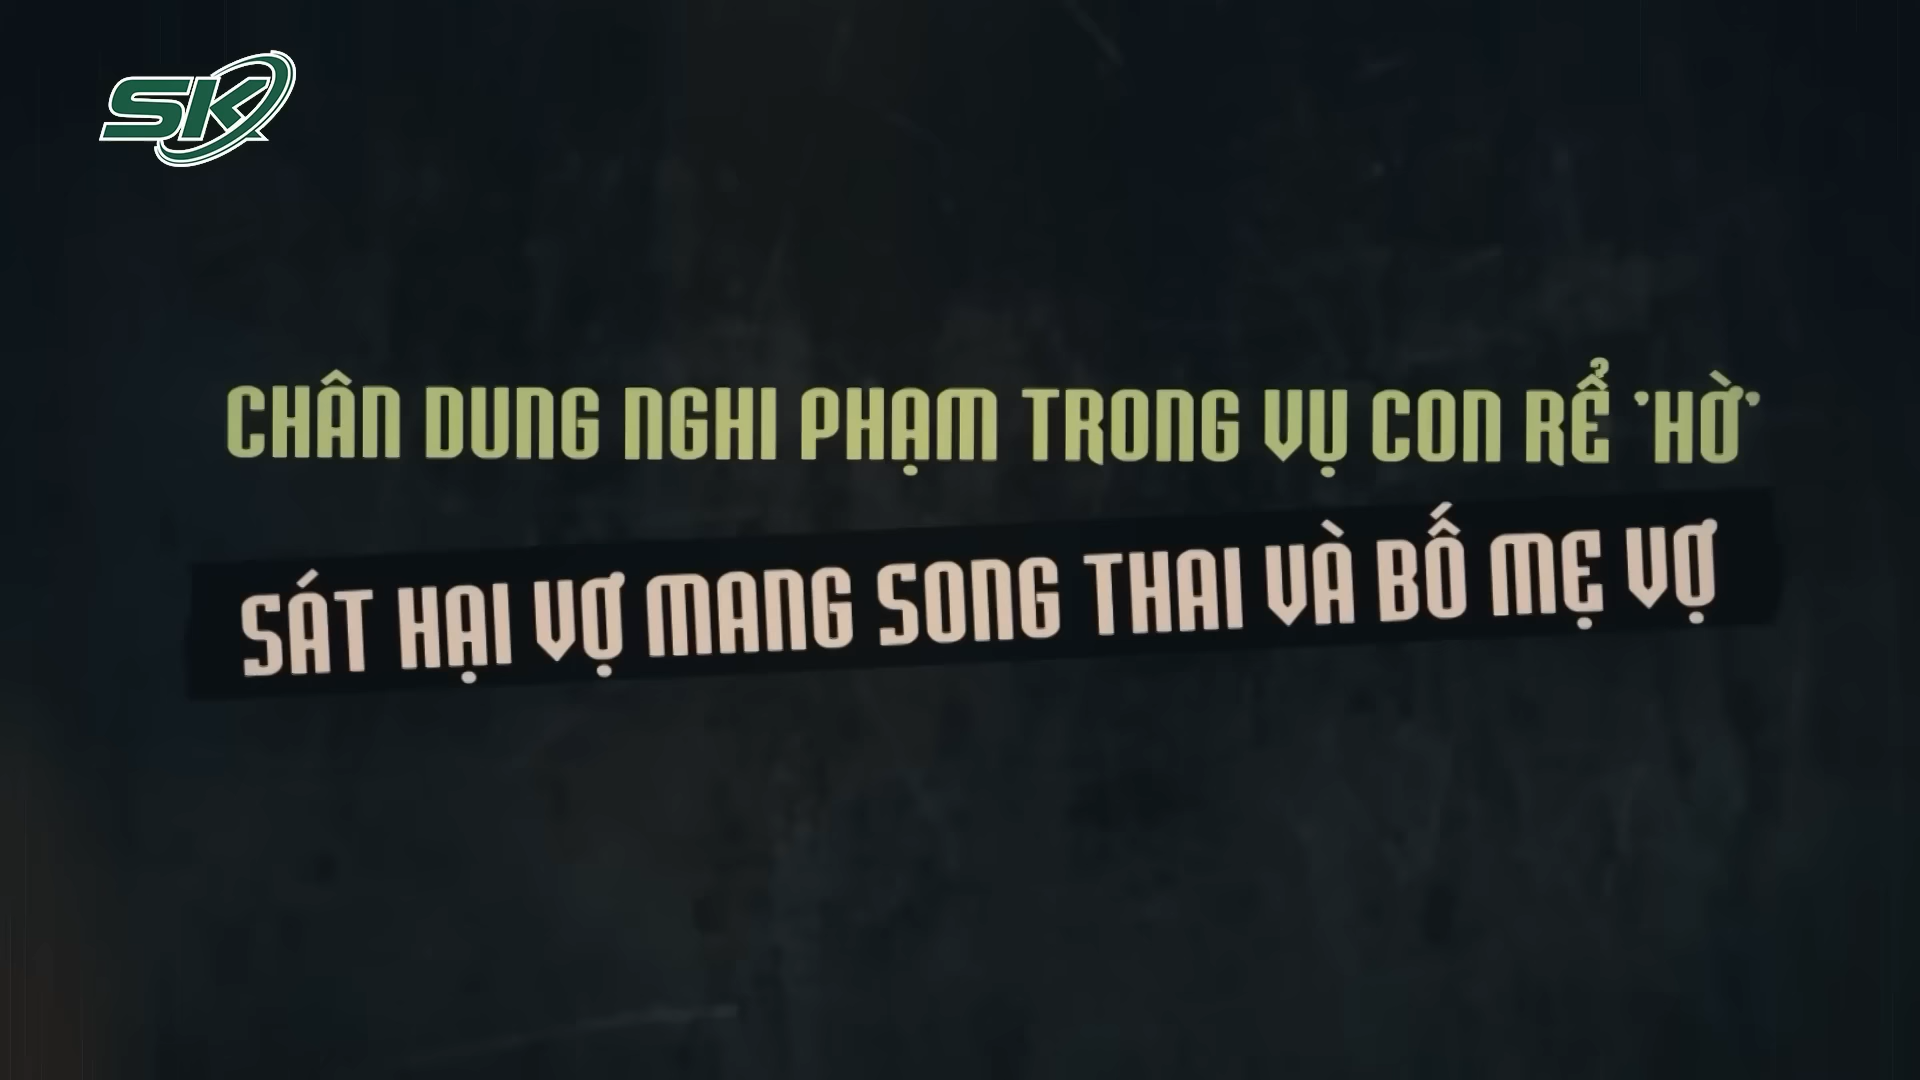 SK
CHÂN DUNG NGHI PHẠM TRONG VỤ CON RỂ 'HỜ'
SÁT HẠI VỢ MANG SONG THAI VÀ BỐ MẸ VỢ